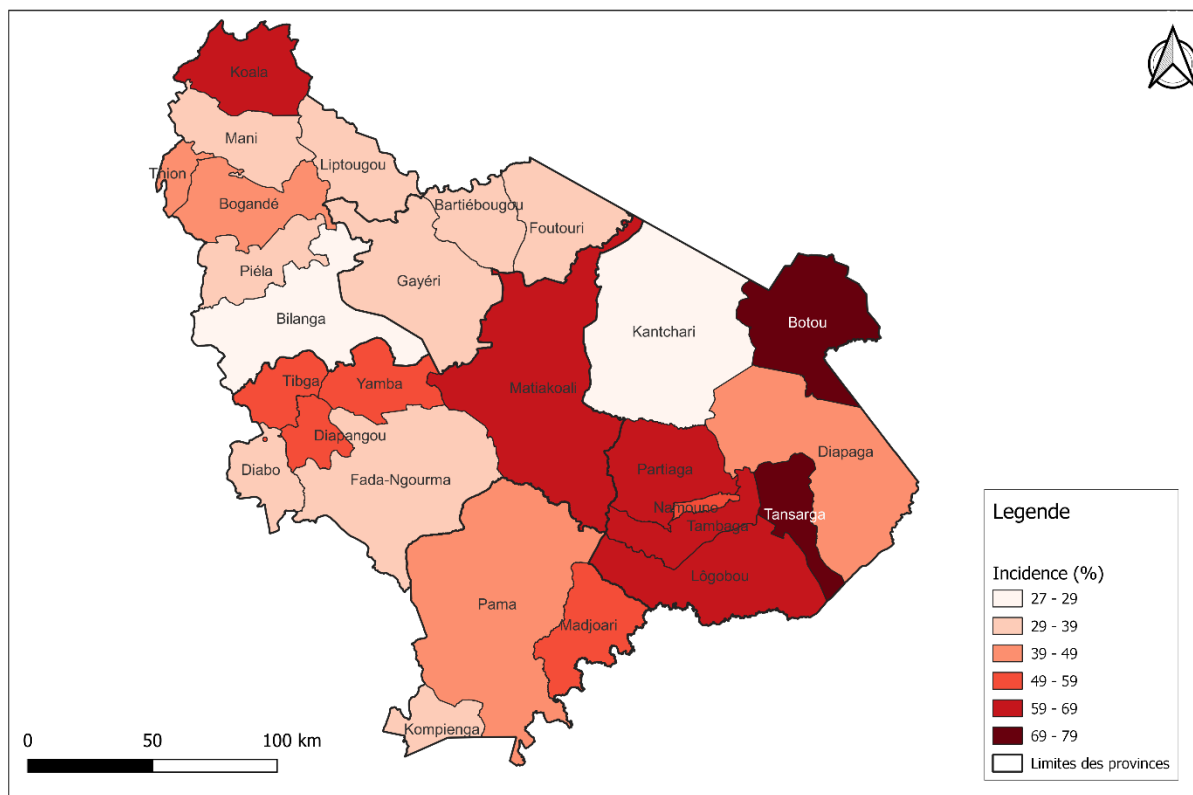 Koala
Mani
Liptougou
Thion
Bogandé
Bartiébougou
Foutouri
Piéla
Gayéri
Bilanga
Kantchari
Botou
Tibga
Yamba
Matiakoali
Diapangou
Diabo
Fada-Ngourma
Diapaga
Partiaga
Namouno
Tansarga
Tambaga
Lôgobou
Pama
Madjoari
Kompienga
0 50 100 km
Legende
Incidence (%)
27 - 29
29 - 39
39 - 49
49 - 59
59 - 69
69 - 79
Limites des provinces